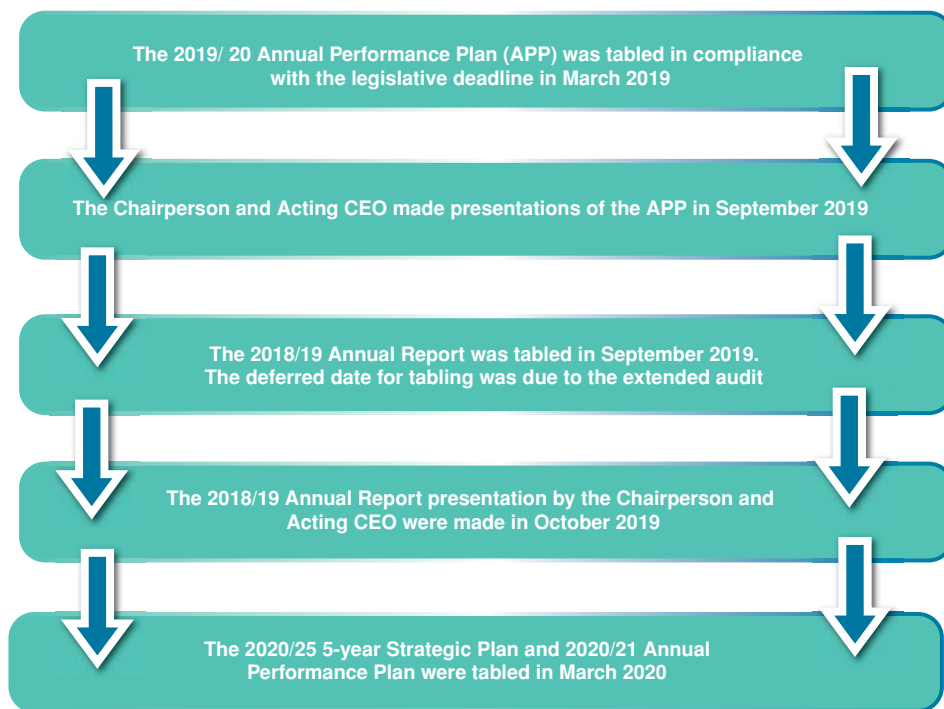 The 2019/ 20 Annual Performance Plan (APP) was tabled in compliance
with the legislative deadline in March 2019
The Chairperson and Acting CEO made presentations of the APP in September 2019
The 2018/19 Annual Report was tabled in September 2019.
The deferred date for tabling was due to the extended audit
The 2018/19 Annual Report presentation by the Chairperson and
Acting CEO were made in October 2019
The 2020/25 5-year Strategic Plan and 2020/21 Annual
Performance Plan were tabled in March 2020